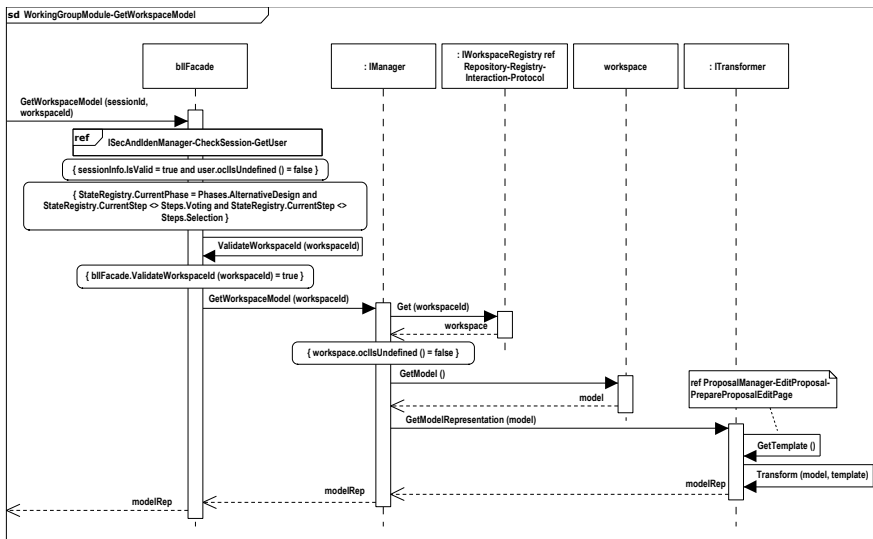 sd WorkingGroupModule-GetWorkspaceModel
bllFacade
: IManager
: IWorkspaceRegistry ref
Repository-Registry-
Interaction-Protocol
workspace
: ITransformer
GetWorkspaceModel (sessionId,
workspaceId)
ref
ISecAndIdenManager-CheckSession-GetUser
{ sessionInfo.IsValid = true and user.oclIsUndefined () = false }
{ StateRegistry.CurrentPhase = Phases.AlternativeDesign and
StateRegistry.CurrentStep <> Steps.Voting and StateRegistry.CurrentStep <>
Steps.Selection }
ValidateWorkspaceId (workspaceId)
{ bllFacade.ValidateWorkspaceId (workspaceId) = true }
GetWorkspaceModel (workspaceId)
Get (workspaceId)
workspace
{ workspace.oclIsUndefined () = false }
GetModel ()
model
ref ProposalManager-EditProposal-
PrepareProposalEditPage
GetModelRepresentation (model)
GetTemplate ()
Transform (model, template)
modelRep
modelRep
modelRep